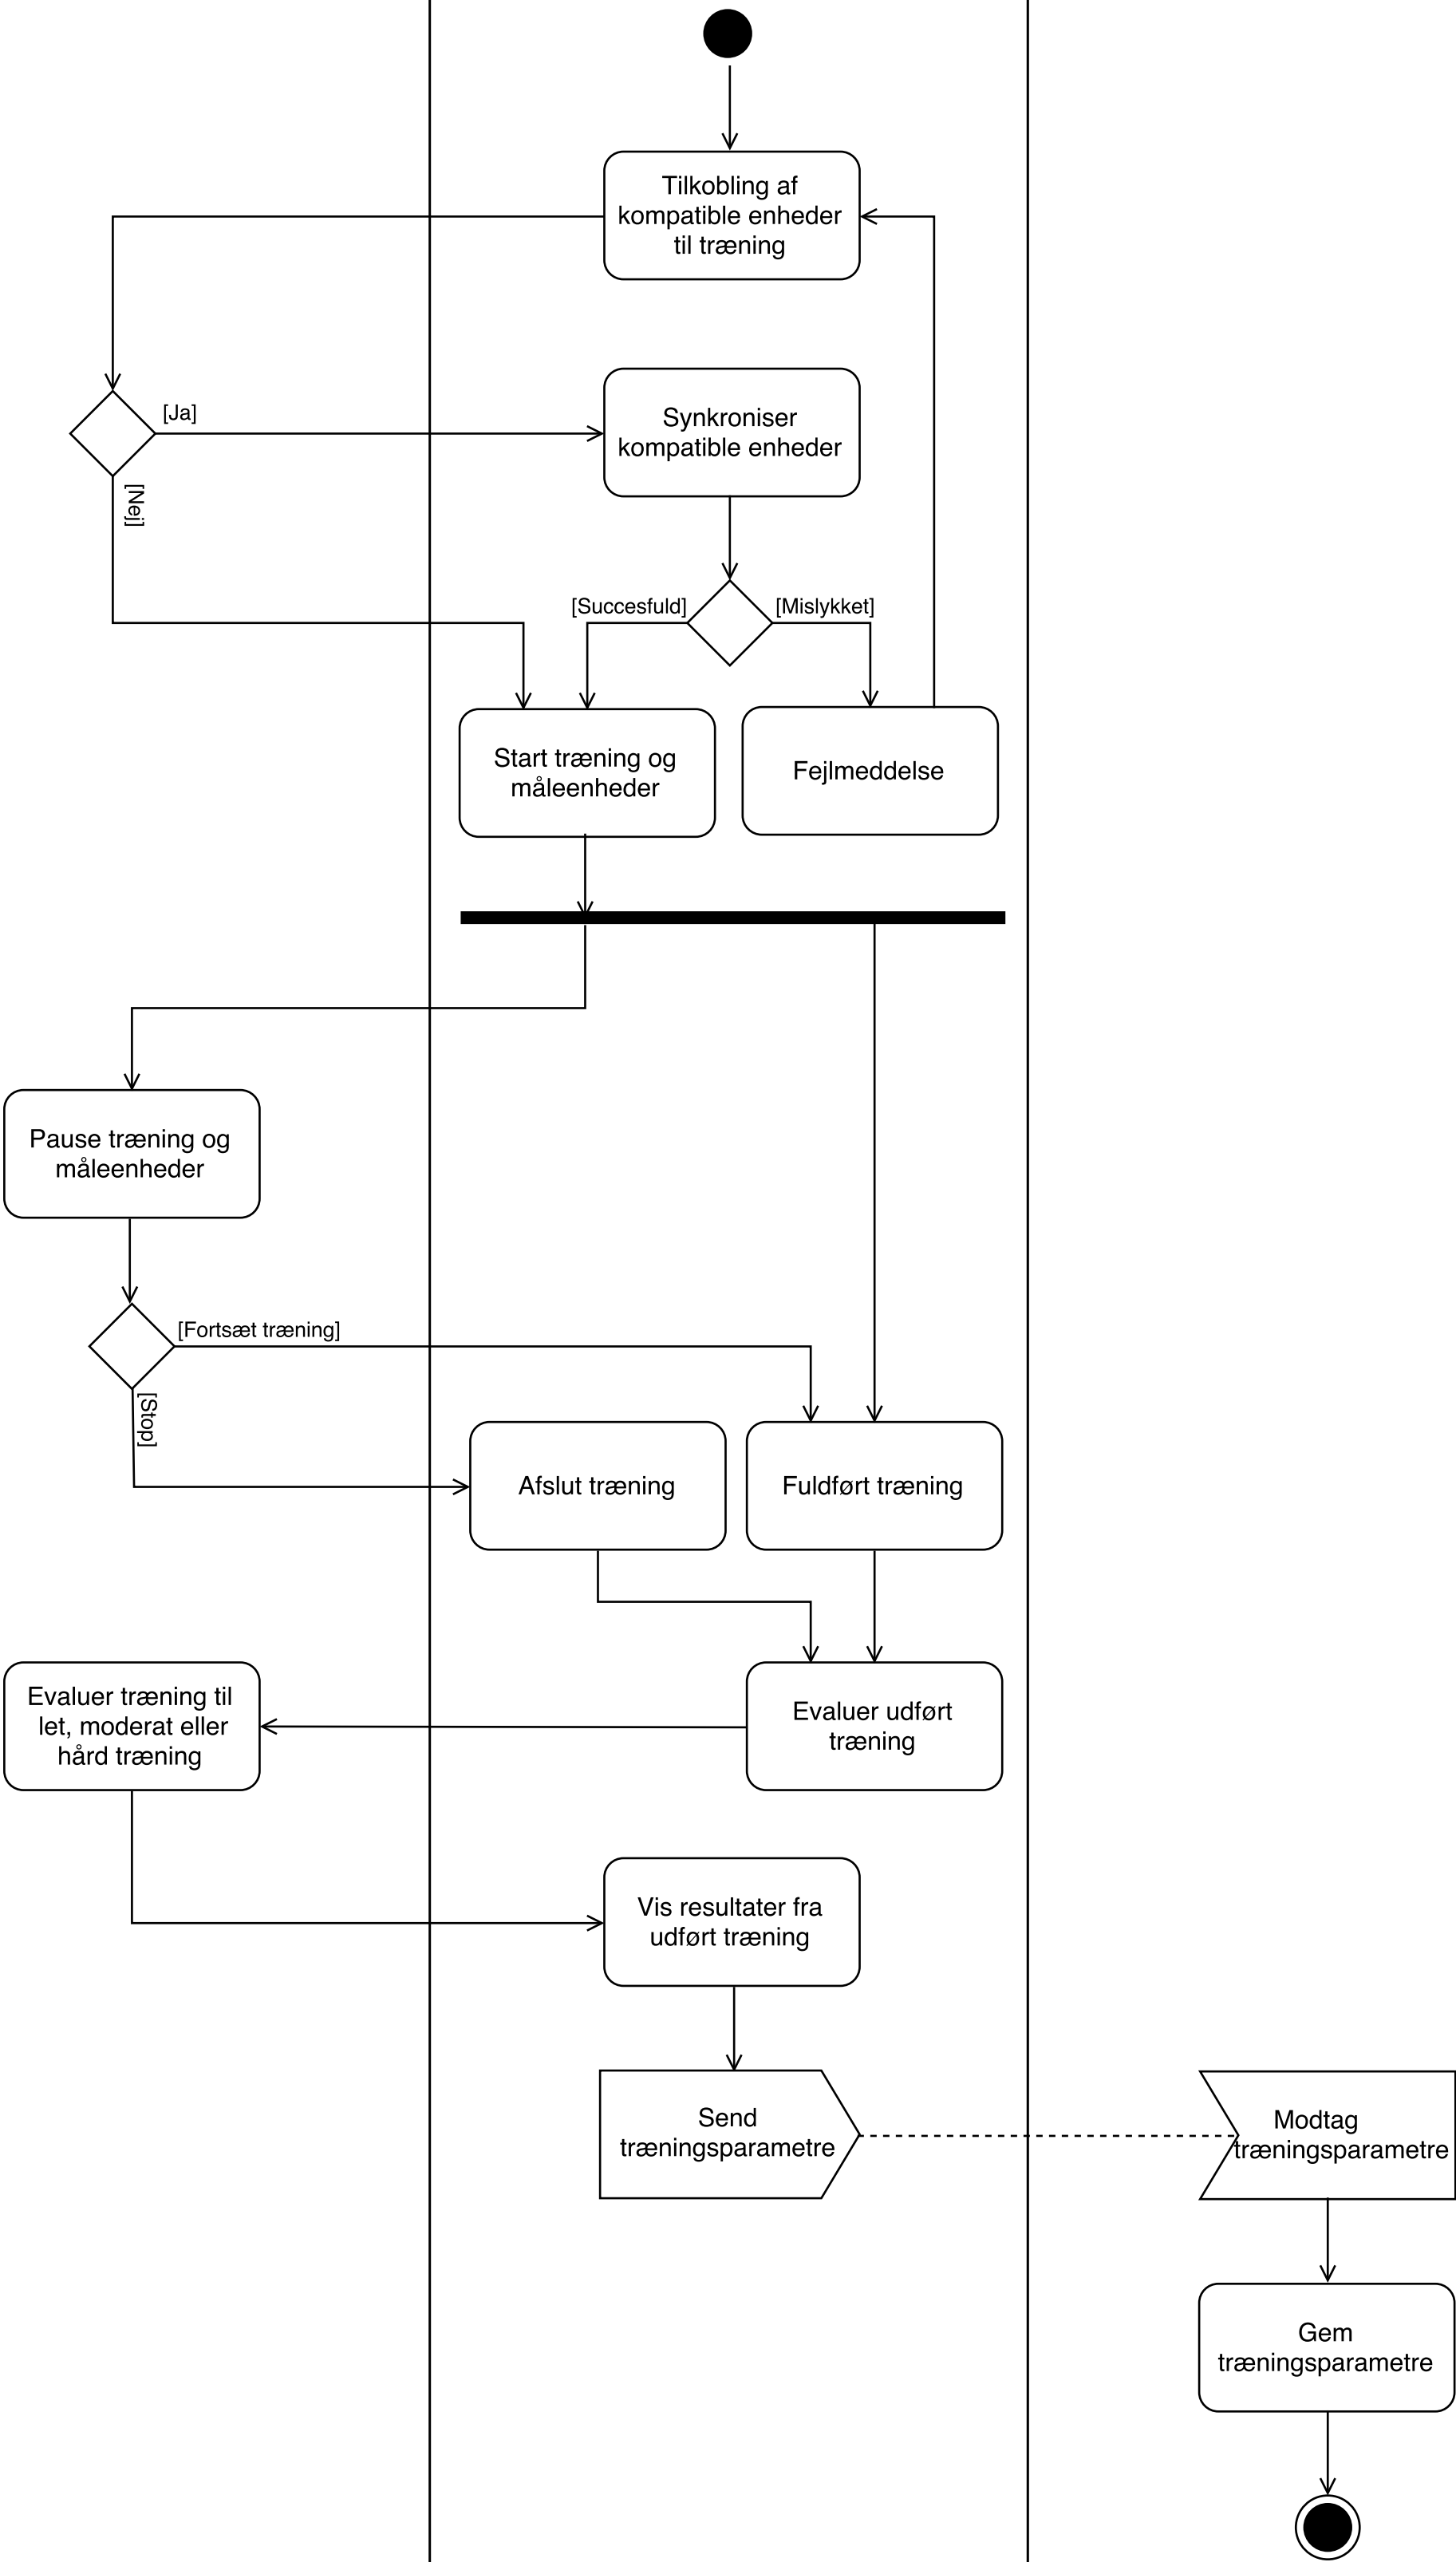 Tilkobling af
kompatible enheder
til træning
[Ja]
Synkroniser
kompatible enheder
[Nej]
[Succesfuld]
[Mislykket]
Start træning og
måleenheder
Fejlmeddelse
Pause træning og
måleenheder
[Fortsæt træning]
[Stop]
Afslut træning
Fuldført træning
Evaluer træning til
let, moderat eller
hård træning
Evaluer udført
træning
Vis resultater fra
udført træning
Send
træningsparametre
Modtag
træningsparametre
Gem
træningsparametre